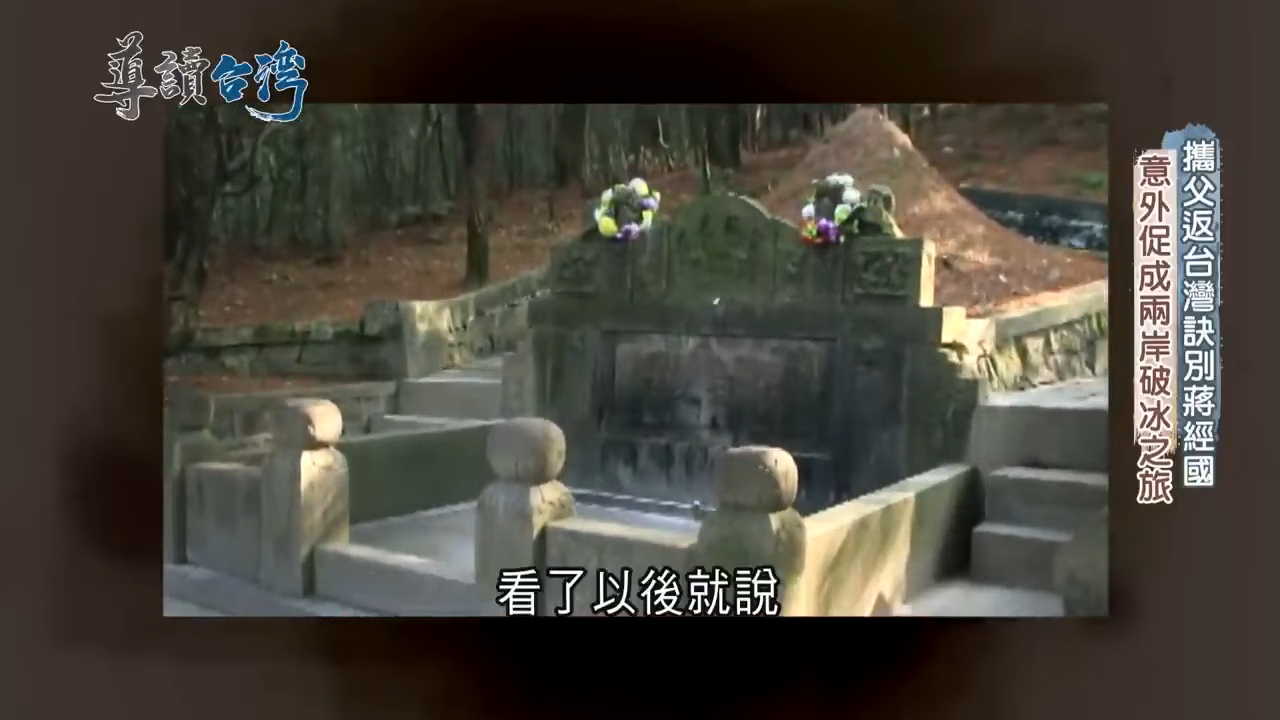 導讀台灣
攜父返台灣訣別蔣經國
意外促成兩岸破冰之旅
看了以後就說